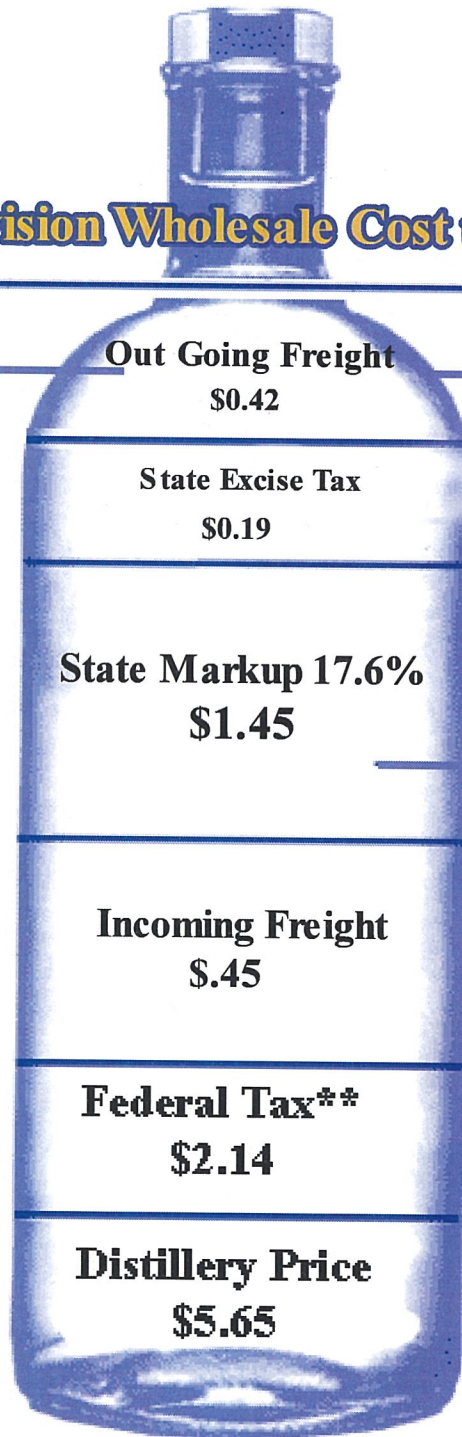 Wholesale Cost
Out Going Freight
$0.42
State Excise Tax
$0.19
State Markup 17.6%
$1.45
Incoming Freight
$.45
Federal Tax**
$2.14
Distillery Price
$5.65